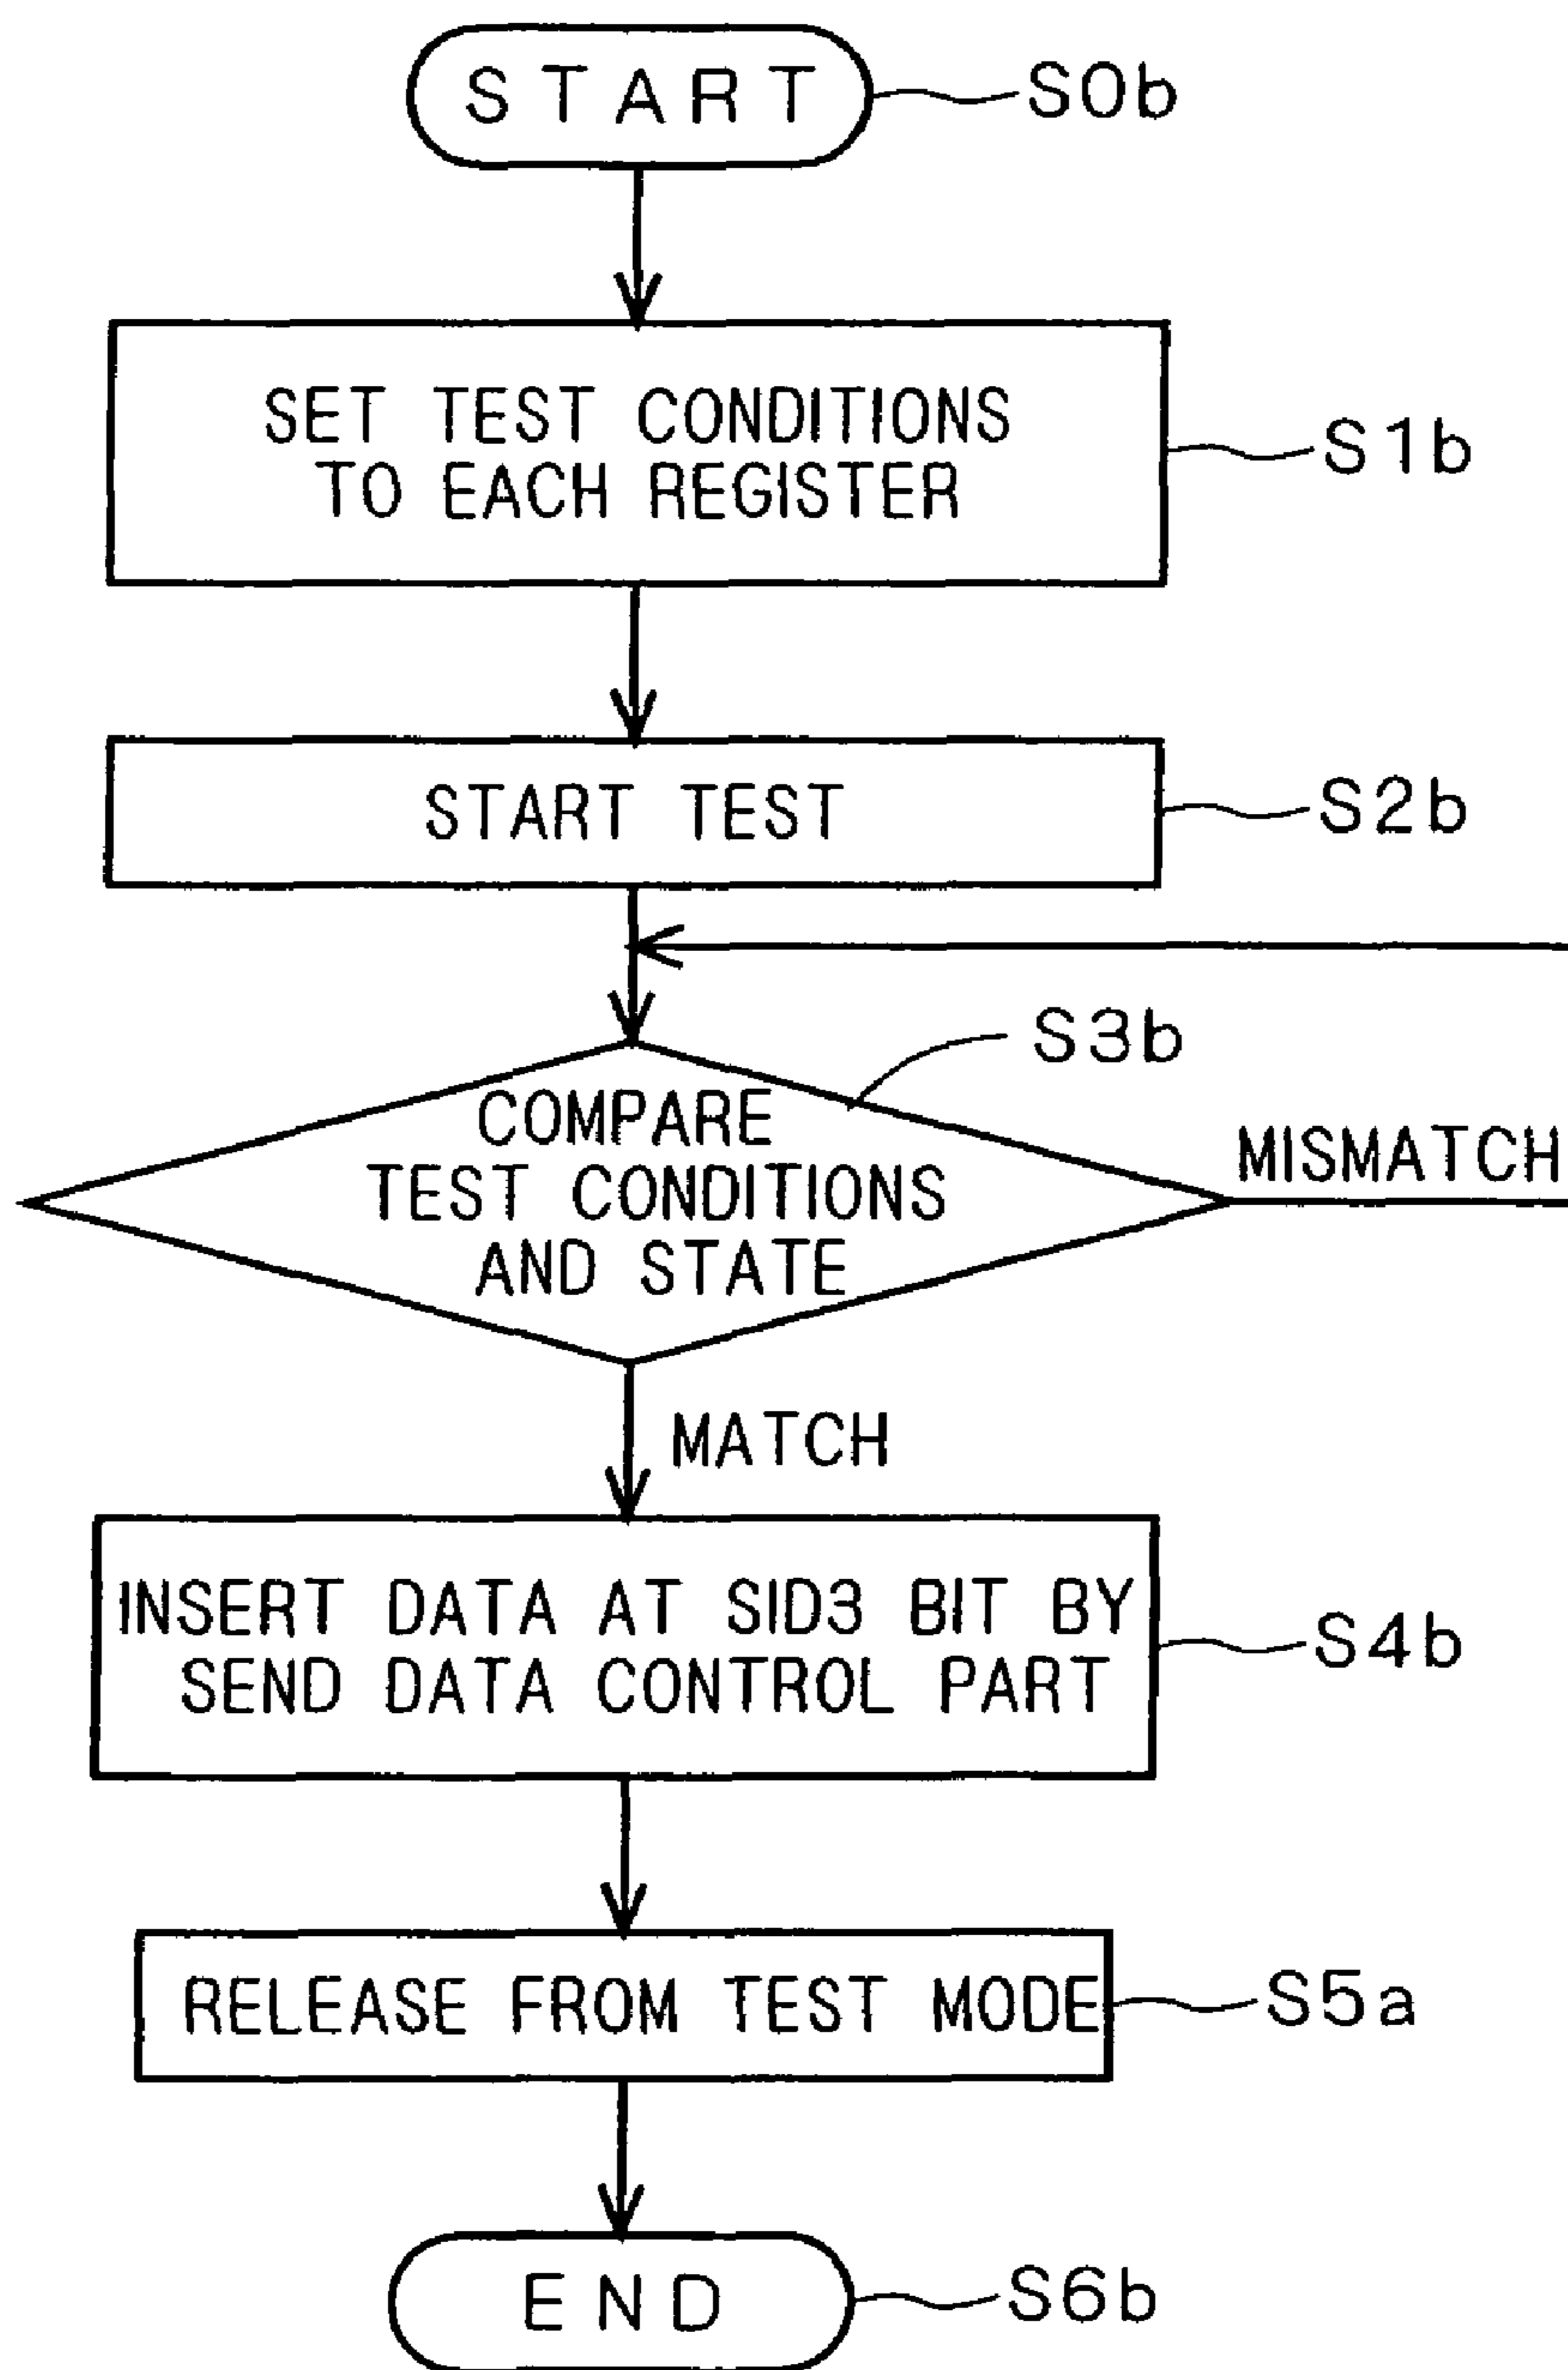 START
S0b
SET TEST CONDITIONS
TO EACH REGISTER
S1b
START TEST
S2b
S3b
COMPARE
TEST CONDITIONS
AND STATE
MISMATCH
MATCH
INSERT DATA AT SID3 BIT BY
SEND DATA CONTROL PART
S4b
RELEASE FROM TEST MODE
S5a
END
S6b